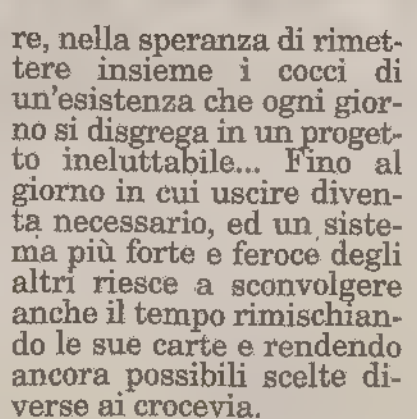 re, nella speranza di rimet-
tere insieme i cocci di
un'esistenza che ogni gior-
no si disgrega in un proget-
to ineluttabile... Fino al
giorno in cui uscire diven-
ta necessario, ed un siste-
ma più forte e feroce degli
altri riesce a sconvolgere
anche il tempo rimischian-
do le sue carte e rendendo
ancora possibili scelte di-
verse ai crocevia.